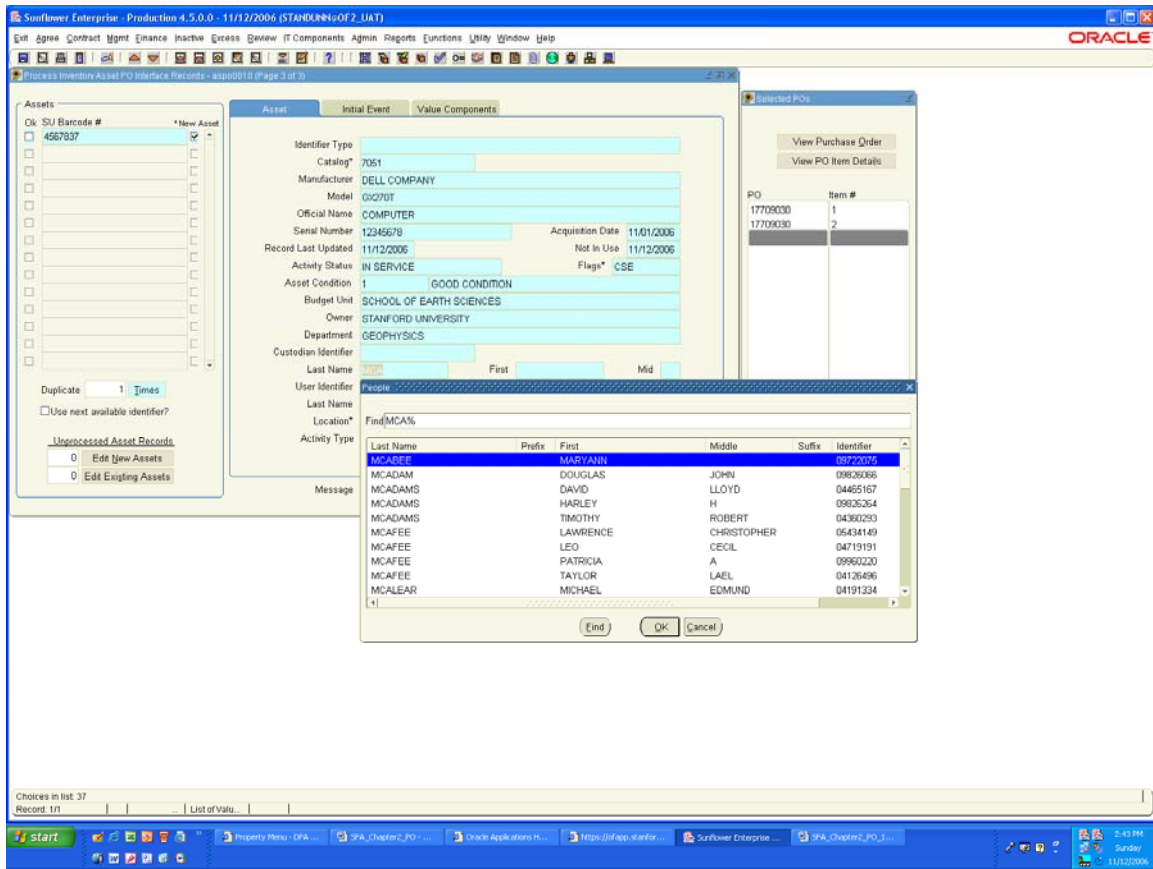 Sunflower Enterprise - Production 4.5.0.0 - 11/12/2006 (STANDUNN@OF2_UAT)
Exit Agree Contract Mgmt Finance Inactive Excess Review IT Components Admin Reports Functions Utility Window Help
ORACLE
Process Inventory Asset PO Interface Records - aspo0010 (Page 3 of 3)
Assets
Ok SU Barcode # *New Asset
4567837
Duplicate 1 Times
Use next available identifier?
Unprocessed Asset Records
0 Edit New Assets
0 Edit Existing Assets
Asset Initial Event Value Components
Identifier Type
Catalog* 7051
Manufacturer DELL COMPANY
Model GX270T
Official Name COMPUTER
Serial Number 12345678 Acquisition Date 11/01/2006
Record Last Updated 11/12/2006 Not In Use 11/12/2006
Activity Status IN SERVICE Flags* CSE
Asset Condition 1 GOOD CONDITION
Budget Unit SCHOOL OF EARTH SCIENCES
Owner STANFORD UNIVERSITY
Department GEOPHYSICS
Custodian Identifier
Last Name First Mid
User Identifier
Last Name
Location*
Activity Type
Message
Selected POs
View Purchase Order
View PO Item Details
PO Item #
17709030 1
17709030 2
People
Find MCA%
Last Name Prefix First Middle Suffix Identifier
MCABEE MARYANN 09722075
MCADAM DOUGLAS JOHN 09826066
MCADAMS DAVID LLOYD 04465167
MCADAMS HARLEY H 09826264
MCADAMS TIMOTHY ROBERT 04360293
MCAFEE LAWRENCE CHRISTOPHER 05434149
MCAFEE LEO CECIL 04719191
MCAFEE PATRICIA A 09960220
MCAFEE TAYLOR LAEL 04126496
MCALEAR MICHAEL EDMUND 04191334
Find OK Cancel
Choices in list: 37
Record: 1/1 ... List of Valu...
start
Property Menu - DPA ...
SPA_Chapter2_PO - ...
Oracle Applications H...
https://ofapp.stanfor...
Sunflower Enterprise ...
SPA_Chapter2_PO_1...
2:43 PM
Sunday
11/12/2006